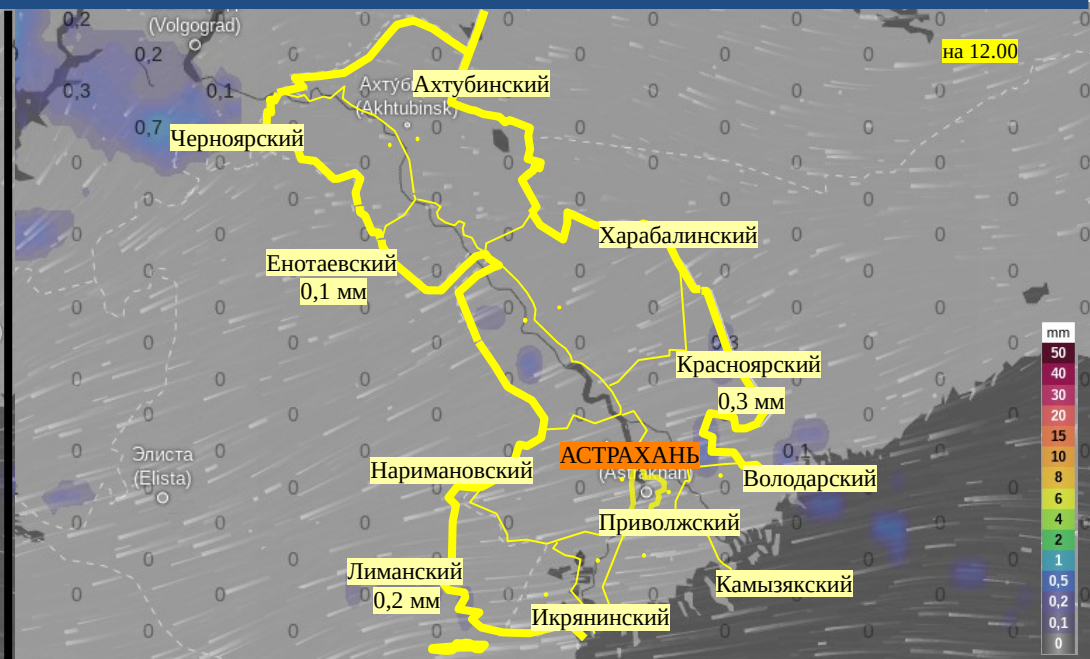 0,2
(Volgograd)
0,2
на 12.00
0,3
0,1
Ахтуб
Ахтубинский
(Akhtubinsk)
0,7
Черноярский
Харабалинский
Енотаевский
0,1 мм
mm
50
40
30
20
15
10
8
6
4
2
1
0,5
0,2
0,1
0
Красноярский
0,3 мм
Элиста
(Elista)
АСТРАХАНЬ
(Astrakhan)
0,1
Наримановский
Володарский
Приволжский
Лиманский
0,2 мм
Камызякский
Икрянинский